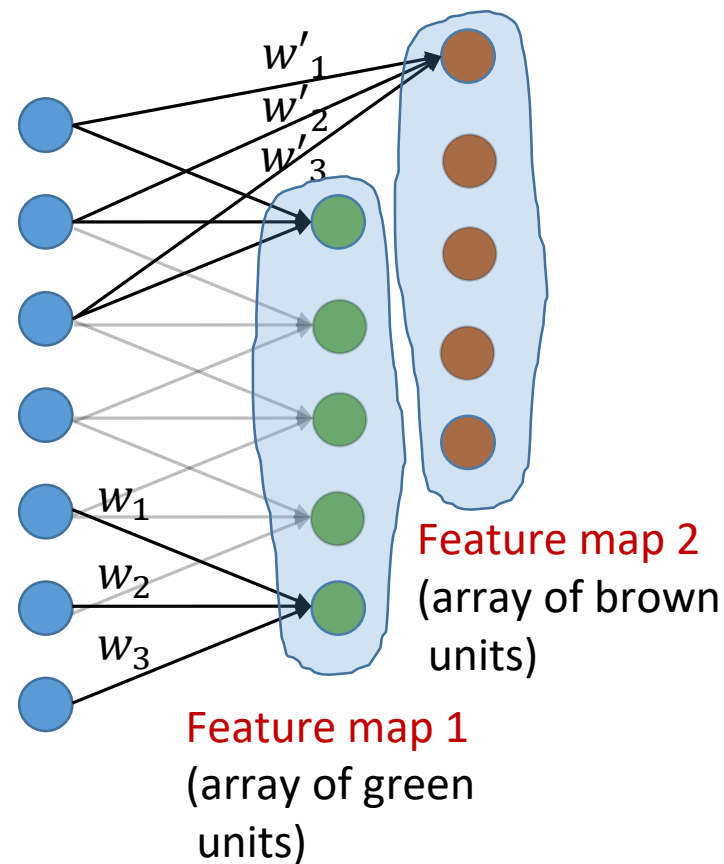 w′₁
w′₂
w′₃
w₁
w₂
w₃
Feature map 2
(array of brown
units)
Feature map 1
(array of green
units)